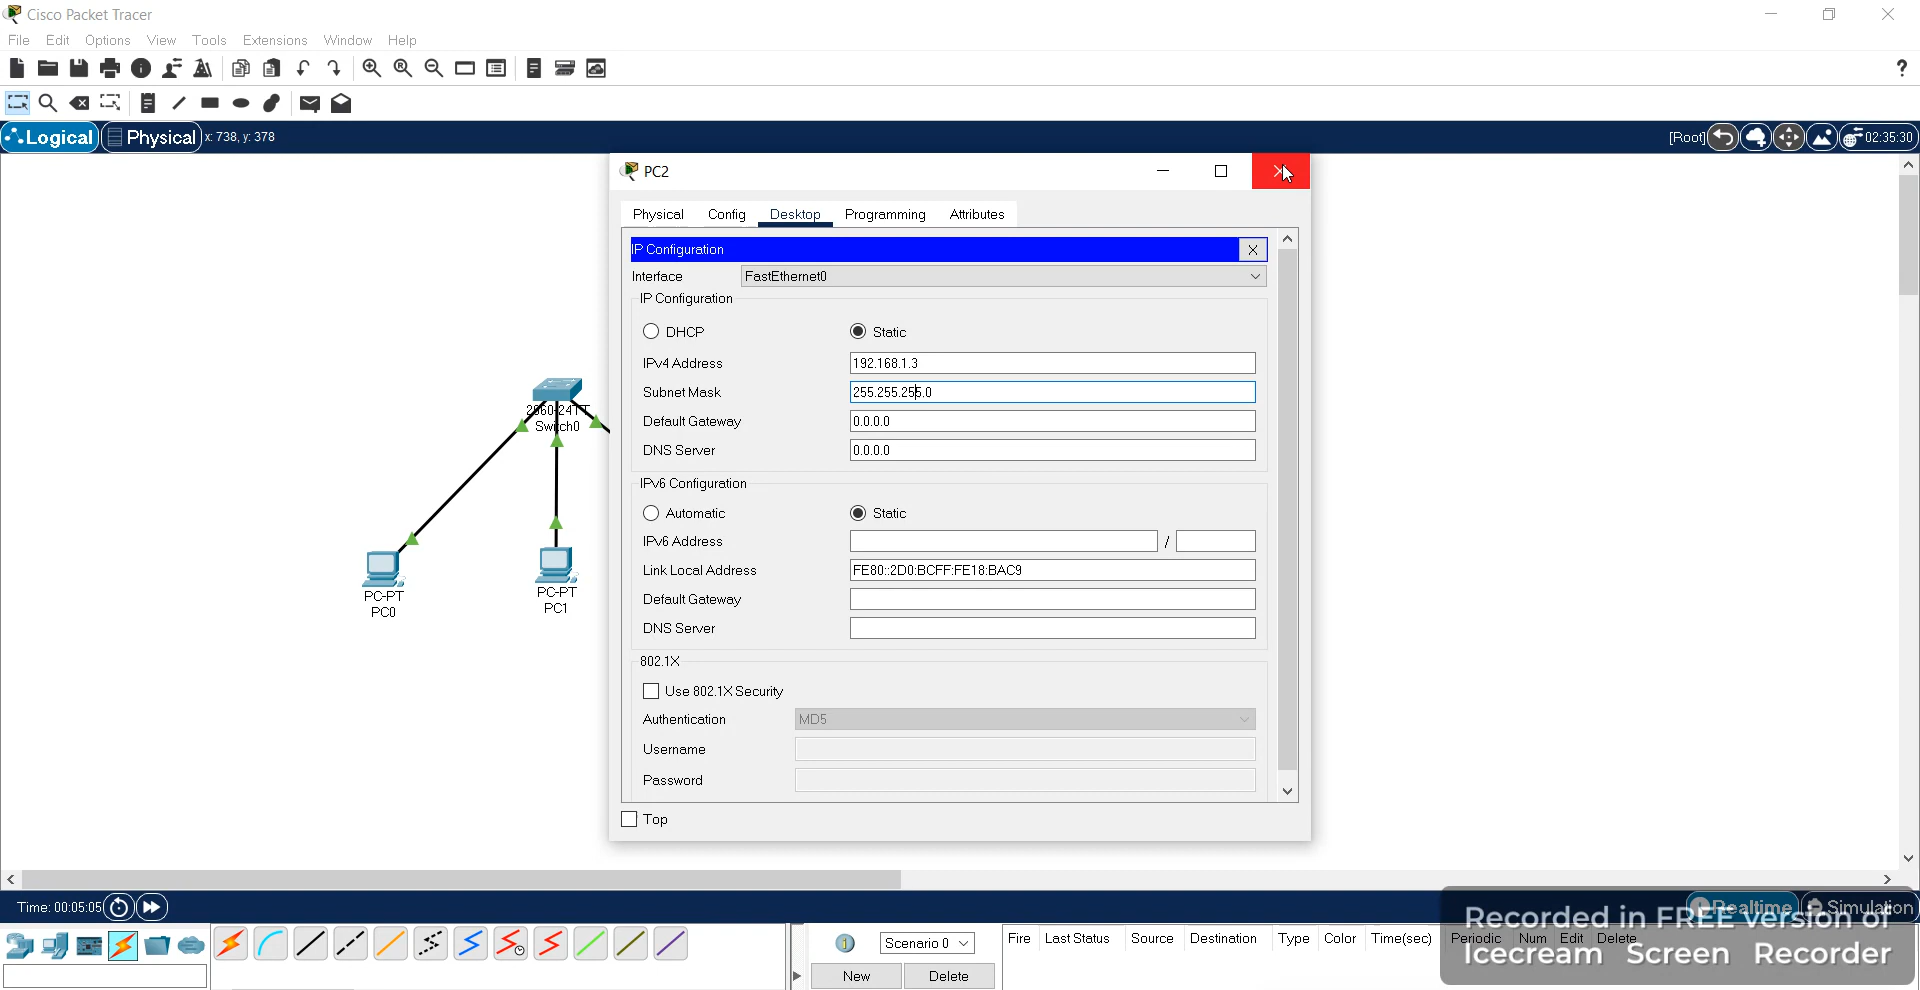 Cisco Packet Tracer
File Edit Options View Tools Extensions Window Help
?
Logical Physical x: 738, y: 378 [Root] 02:35:30
PC2
Physical Config Desktop Programming Attributes
IP Configuration X
Interface FastEthernet0
IP Configuration
DHCP Static
IPv4 Address 192.168.1.3
Subnet Mask 255.255.255.0
Default Gateway 0.0.0.0
DNS Server 0.0.0.0
IPv6 Configuration
Automatic Static
IPv6 Address /
Link Local Address FE80::2D0:BCFF:FE18:BAC9
Default Gateway
DNS Server
802.1X
Use 802.1X Security
Authentication MD5
Username
Password
Top
2960-24TT
Switch0
PC-PT
PC0
PC-PT
PC1
Time: 00:05:05 Realtime Simulation
1 Scenario 0
New Delete
Fire Last Status Source Destination Type Color Time(sec) Periodic Num Edit Delete
Recorded in FREE version of
Icecream Screen Recorder